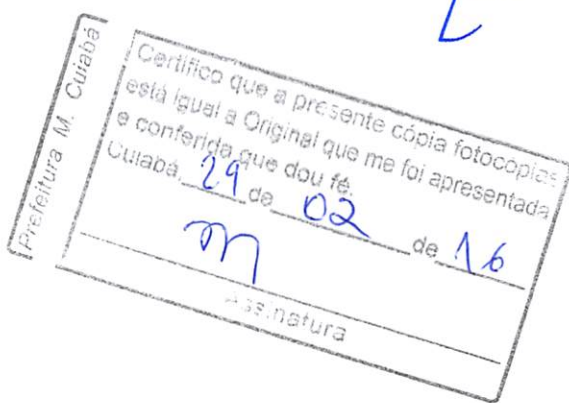 Prefeitura M. Cuiabá
Certifico que a presente cópia fotocópias
está igual a Original que me foi apresentada
e conferida que dou fé.
Cuiabá 29 de 02 de 16
Assinatura